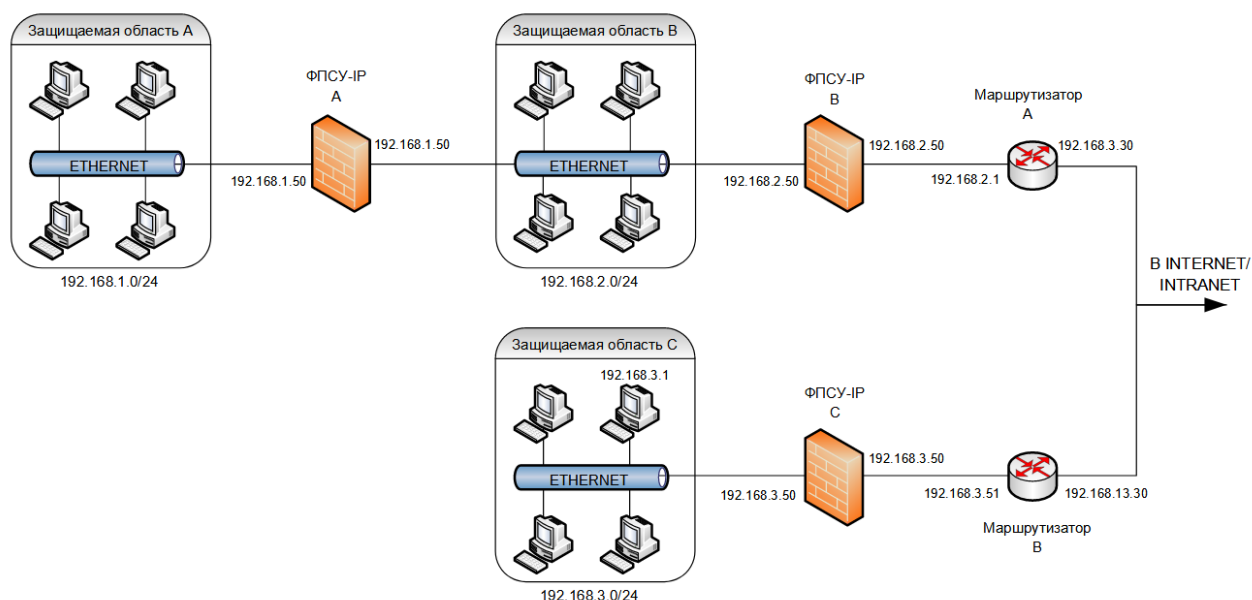 Защищаемая область A
ETHERNET
192.168.1.0/24
ФПСУ-IP
A
192.168.1.50
192.168.1.50
Защищаемая область B
ETHERNET
192.168.2.0/24
ФПСУ-IP
B
192.168.2.50
192.168.2.50
Маршрутизатор
A
192.168.2.1
192.168.3.30
В INTERNET/
INTRANET
Защищаемая область C
192.168.3.1
ETHERNET
192.168.3.0/24
ФПСУ-IP
C
192.168.3.50
192.168.3.50
192.168.3.51
192.168.13.30
Маршрутизатор
B